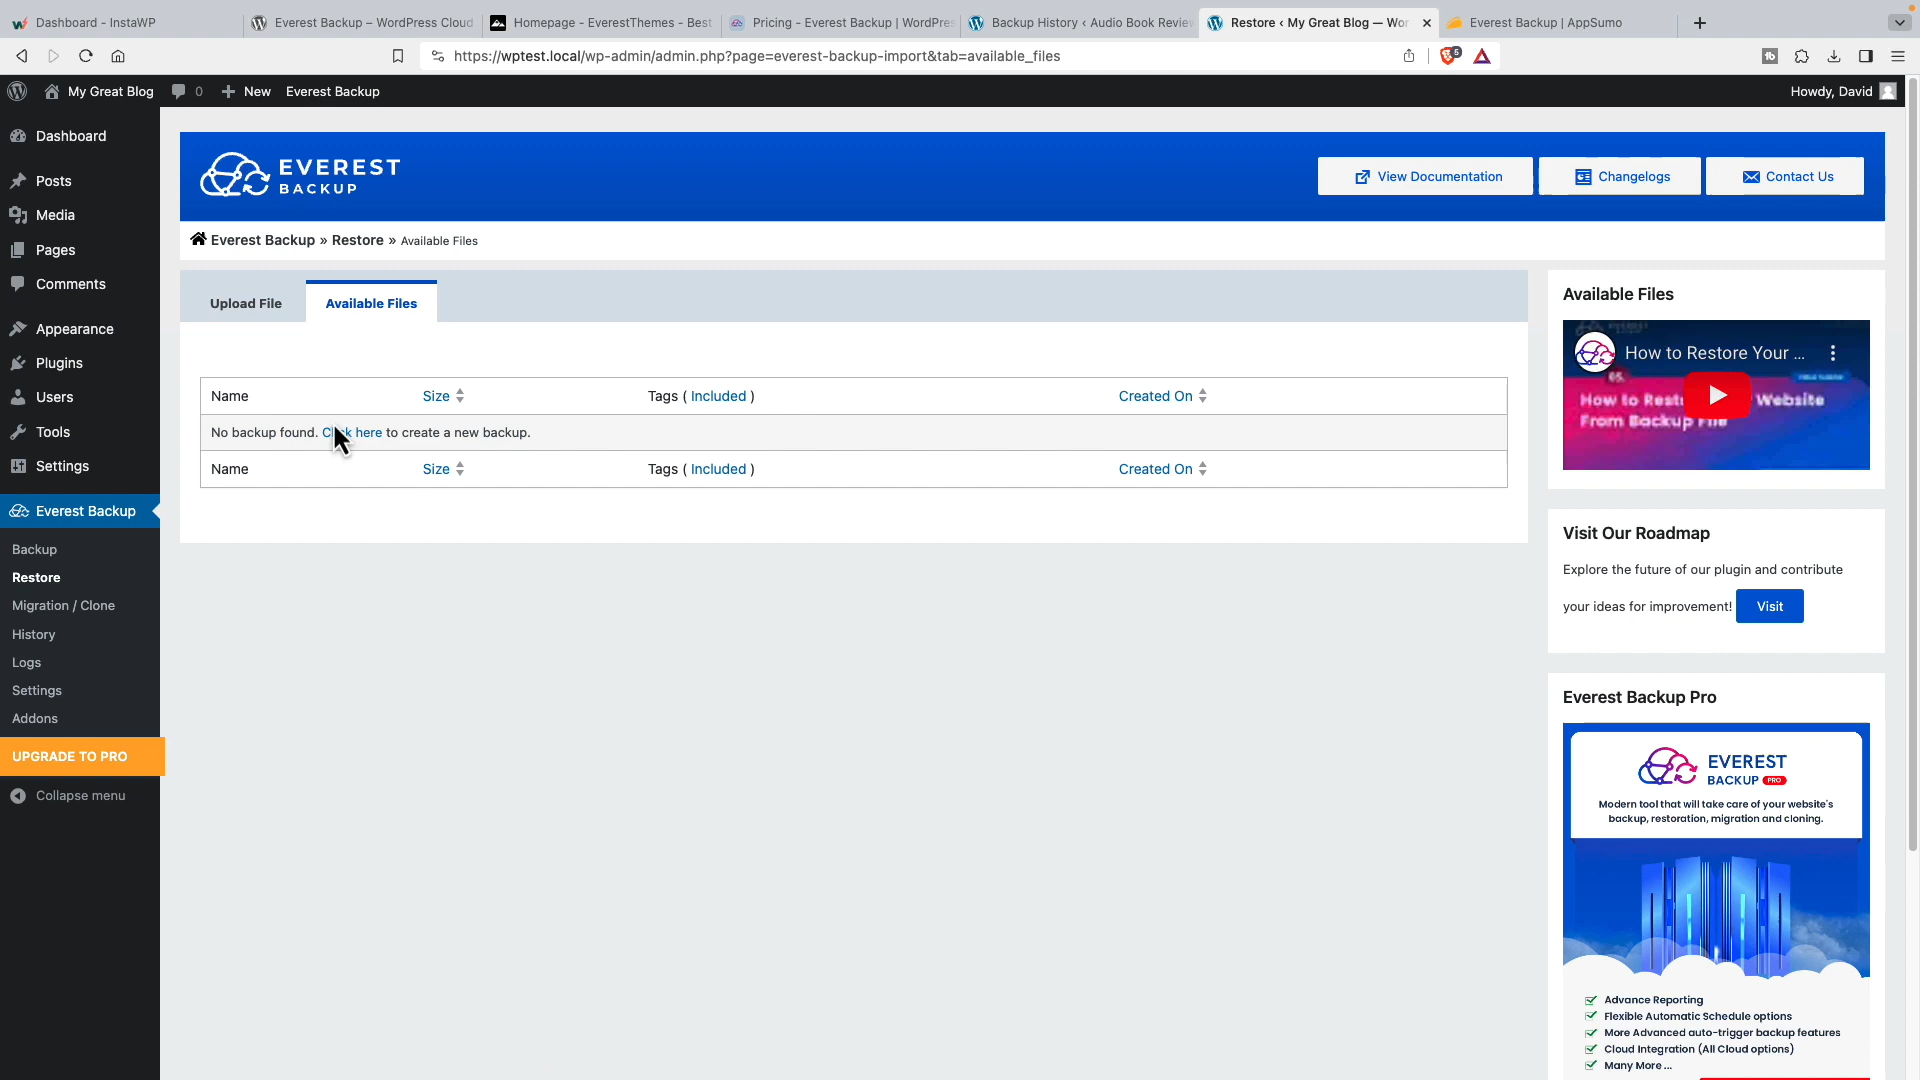 Dashboard - InstaWP
Everest Backup – WordPress Cloud
Homepage - EverestThemes - Best
Pricing - Everest Backup | WordPre
Backup History ‹ Audio Book Review
Restore ‹ My Great Blog — Wor
Everest Backup | AppSumo
https://wptest.local/wp-admin/admin.php?page=everest-backup-import&tab=available_files
5
My Great Blog
0
New
Everest Backup
Howdy, David
Dashboard
Posts
Media
Pages
Comments
Appearance
Plugins
Users
Tools
Settings
Everest Backup
Backup
Restore
Migration / Clone
History
Logs
Settings
Addons
UPGRADE TO PRO
Collapse menu
EVEREST
BACKUP
View Documentation
Changelogs
Contact Us
Everest Backup » Restore » Available Files
Upload File
Available Files
Name
Size
Tags ( Included )
Created On
No backup found. Click here to create a new backup.
Name
Size
Tags ( Included )
Created On
Available Files
How to Restore Your ...
05.
How to Rest Website
From Backup File
Visit Our Roadmap
Explore the future of our plugin and contribute
your ideas for improvement!
Visit
Everest Backup Pro
EVEREST
BACKUP PRO
Modern tool that will take care of your website's
backup, restoration, migration and cloning.
Advance Reporting
Flexible Automatic Schedule options
More Advanced auto-trigger backup features
Cloud Integration (All Cloud options)
Many More ...